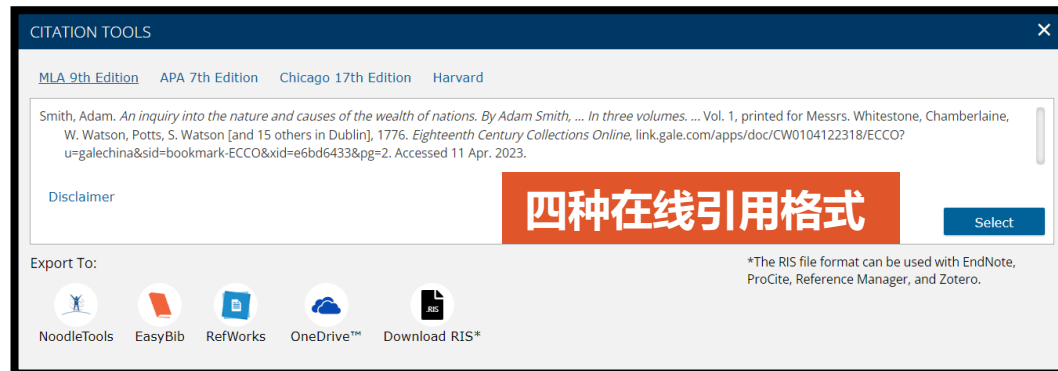 CITATION TOOLS
MLA 9th Edition APA 7th Edition Chicago 17th Edition Harvard
Smith, Adam. An inquiry into the nature and causes of the wealth of nations. By Adam Smith, ... In three volumes. ... Vol. 1, printed for Messrs. Whitestone, Chamberlaine,
W. Watson, Potts, S. Watson [and 15 others in Dublin], 1776. Eighteenth Century Collections Online, link.gale.com/apps/doc/CW0104122318/ECCO?
u=galechina&sid=bookmark-ECCO&xid=e6bd6433&pg=2. Accessed 11 Apr. 2023.
Disclaimer
四种在线引用格式
Select
Export To:
*The RIS file format can be used with EndNote,
ProCite, Reference Manager, and Zotero.
.RIS
NoodleTools EasyBib RefWorks OneDrive™ Download RIS*